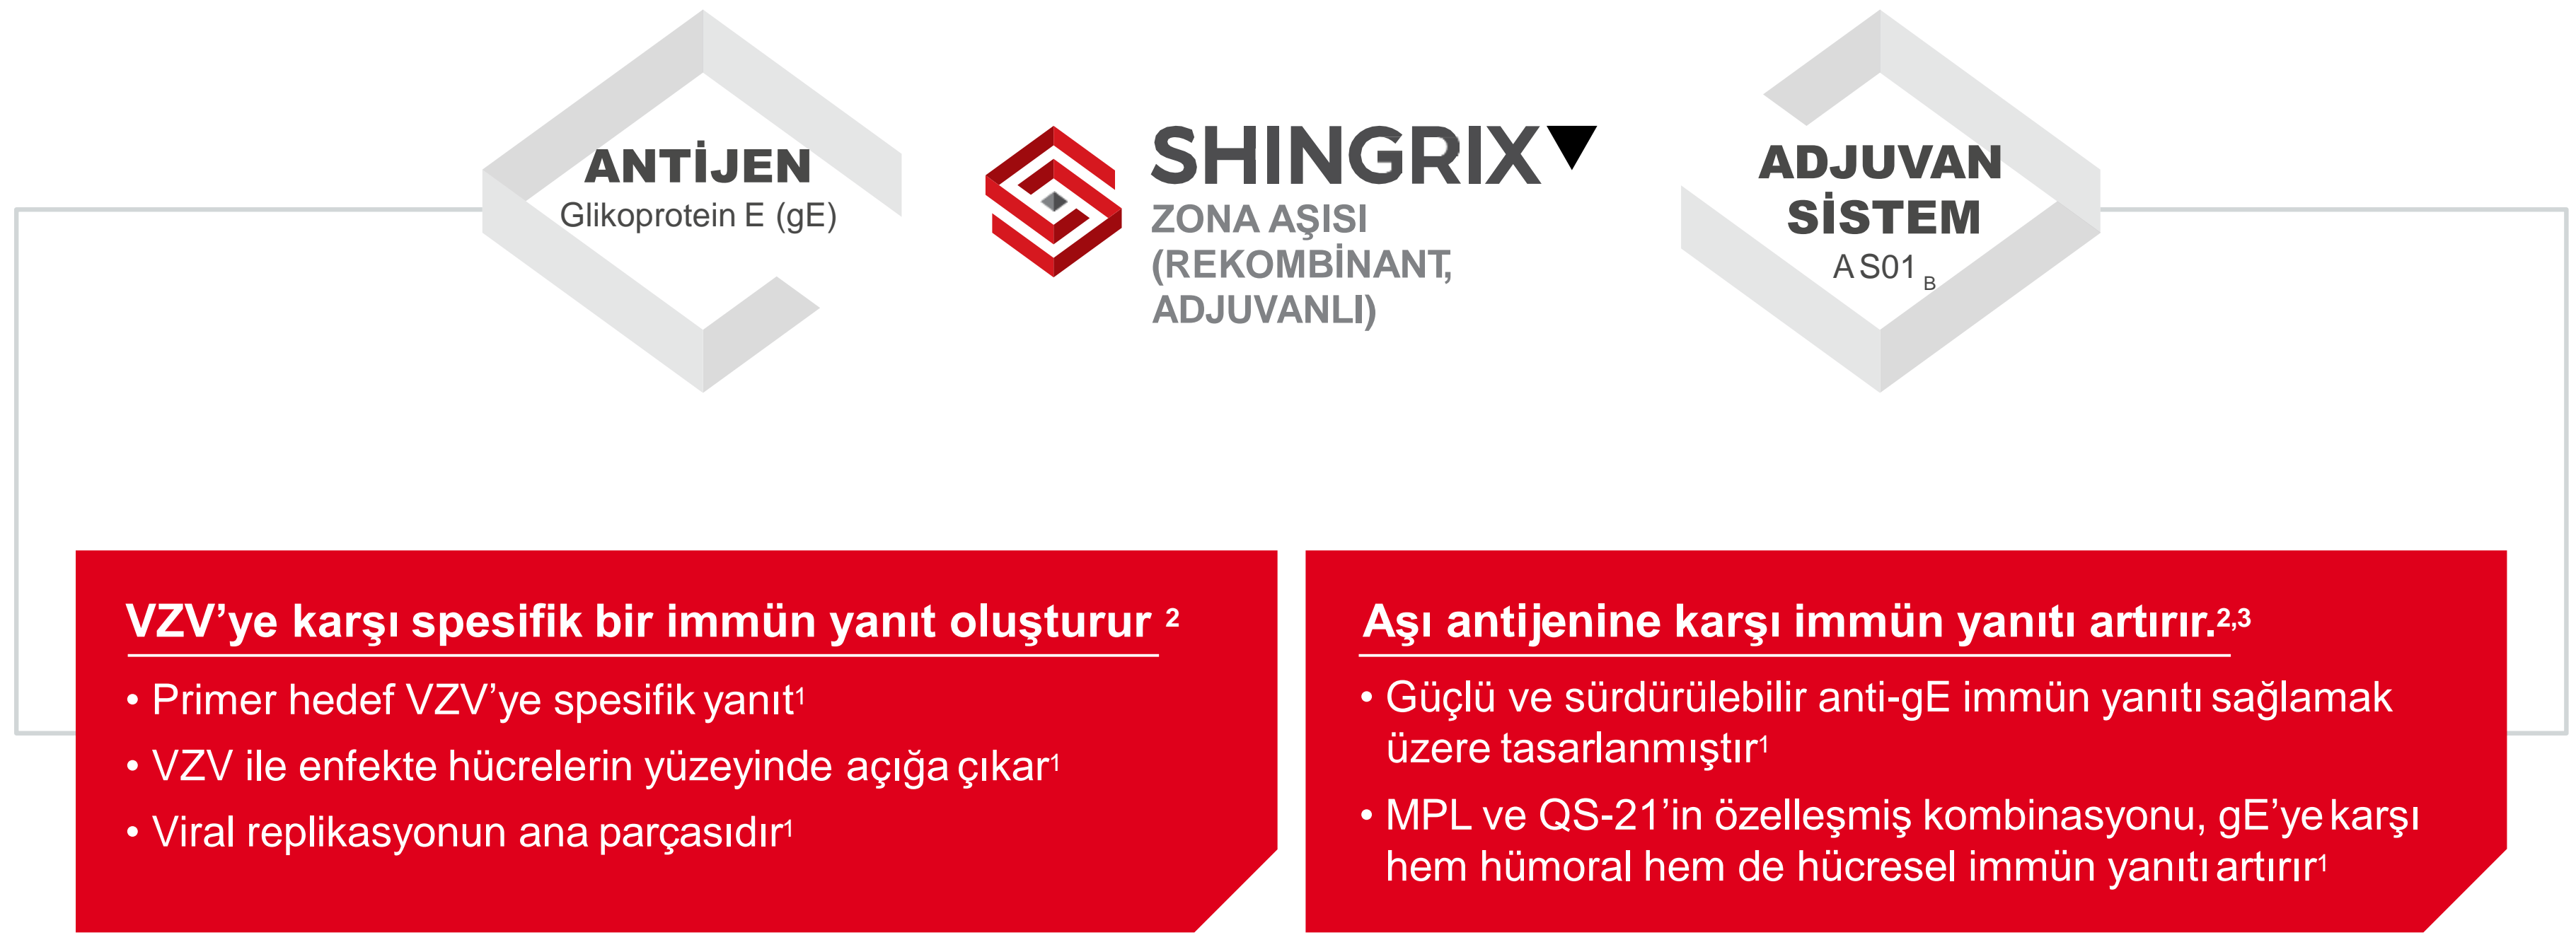 ANTİJEN
Glikoprotein E (gE)
SHINGRIX▼
ZONA AŞISI
(REKOMBİNANT,
ADJUVANLI)
ADJUVAN
SİSTEM
AS01 B
VZV’ye karşı spesifik bir immün yanıt oluşturur 2
• Primer hedef VZV’ye spesifik yanıt1
• VZV ile enfekte hücrelerin yüzeyinde açığa çıkar1
• Viral replikasyonun ana parçasıdır1
Aşı antijenine karşı immün yanıtı artırır.2,3
• Güçlü ve sürdürülebilir anti-gE immün yanıtı sağlamak
üzere tasarlanmıştır1
• MPL ve QS-21’in özelleşmiş kombinasyonu, gE’ye karşı
hem hümoral hem de hücresel immün yanıtı artırır1